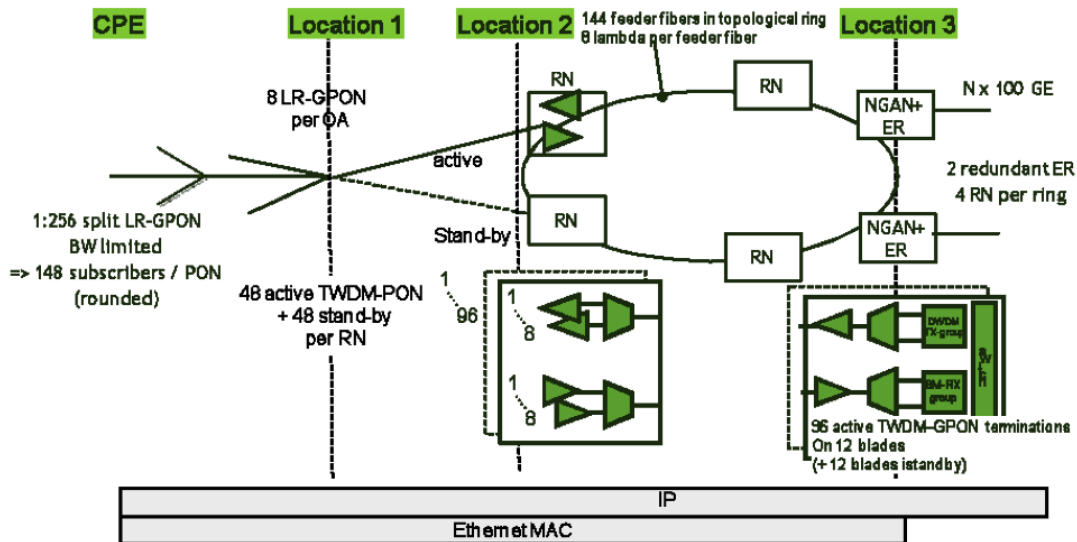 CPE
Location 1
Location 2
144 feeder fibers in topological ring
8 lambda per feeder fiber
Location 3
8 LR-GPON
per OA
RN
RN
NGAN+
ER
N x 100 GE
active
2 redundant ER
4 RN per ring
1:256 split LR-GPON
BW limited
=> 148 subscribers / PON
(rounded)
Stand-by
RN
RN
NGAN+
ER
48 active TWDM-PON
+ 48 stand-by
per RN
1
96
1
8
1
8
DWDM
TX-group
BM-RX
group
96 active TWDM-GPON terminations
On 12 blades
(+ 12 blades istandby)
IP
Ethernet MAC